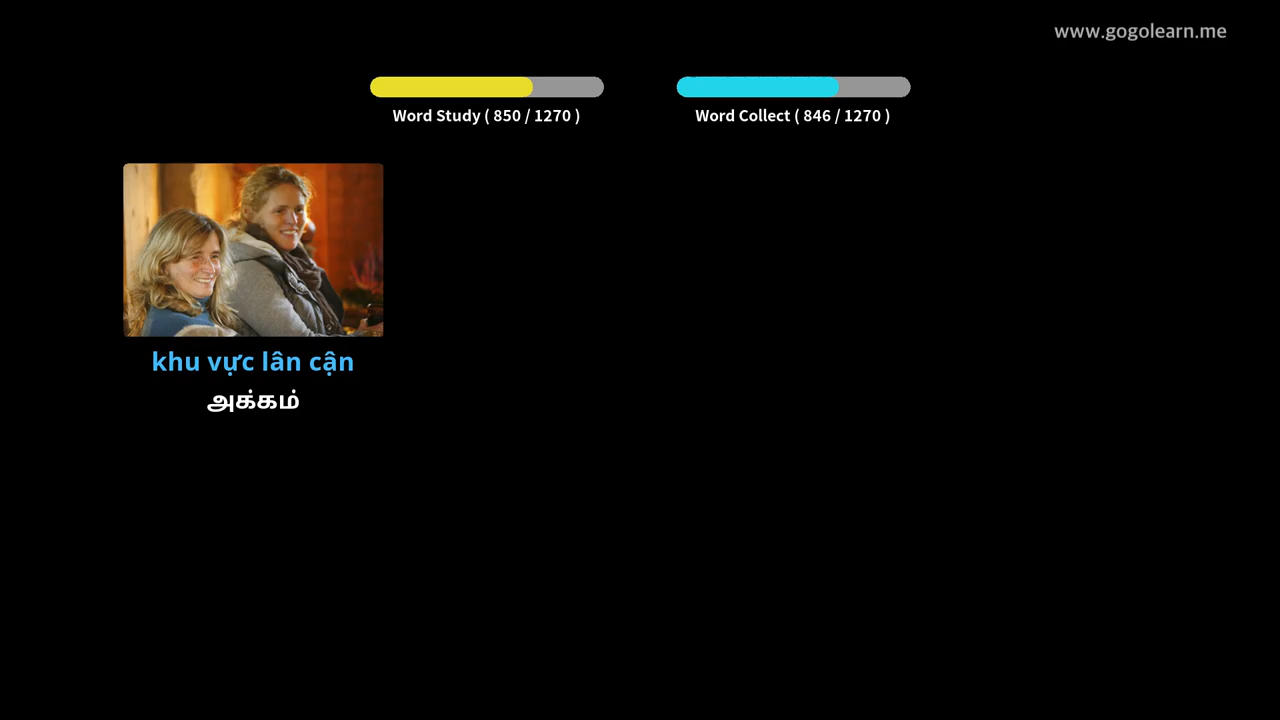 www.gogolearn.me
Word Study ( 850 / 1270 )
Word Collect ( 846 / 1270 )
khu vực lân cận
அக்கம்